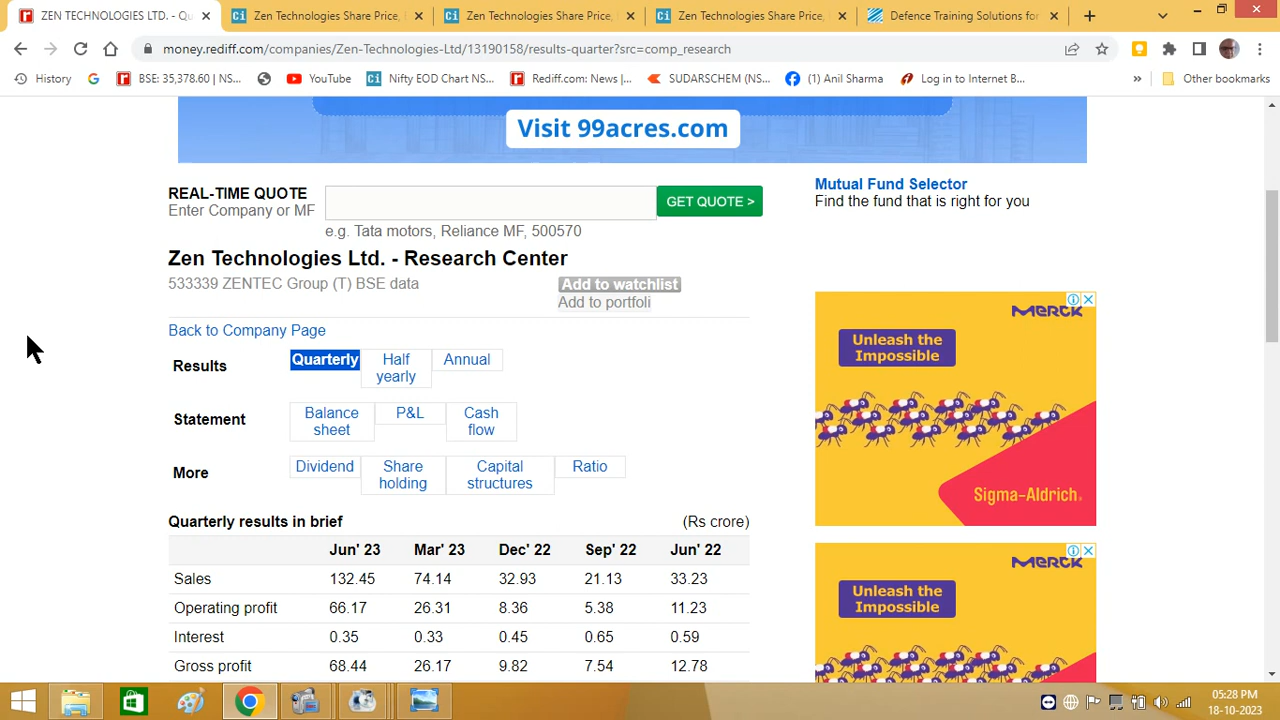 ZEN TECHNOLOGIES LTD. - Qu
Zen Technologies Share Price,
Zen Technologies Share Price,
Zen Technologies Share Price,
Defence Training Solutions for
money.rediff.com/companies/Zen-Technologies-Ltd/13190158/results-quarter?src=comp_research
History
BSE: 35,378.60 | NS...
YouTube
Nifty EOD Chart NS...
Rediff.com: News |...
SUDARSCHEM (NS...
(1) Anil Sharma
Log in to Internet B...
»
Other bookmarks
Visit 99acres.com
REAL-TIME QUOTE
Enter Company or MF
GET QUOTE >
e.g. Tata motors, Reliance MF, 500570
Mutual Fund Selector
Find the fund that is right for you
Zen Technologies Ltd. - Research Center
533339 ZENTEC Group (T) BSE data
Add to watchlist
Add to portfoli
Back to Company Page
Results Quarterly Half yearly Annual
Statement Balance sheet P&L Cash flow
More Dividend Share holding Capital structures Ratio
Quarterly results in brief (Rs crore)
Jun' 23 Mar' 23 Dec' 22 Sep' 22 Jun' 22
Sales 132.45 74.14 32.93 21.13 33.23
Operating profit 66.17 26.31 8.36 5.38 11.23
Interest 0.35 0.33 0.45 0.65 0.59
Gross profit 68.44 26.17 9.82 7.54 12.78
MERCK
Unleash the
Impossible
Sigma-Aldrich.
MERCK
Unleash the
Impossible
05:28 PM
18-10-2023